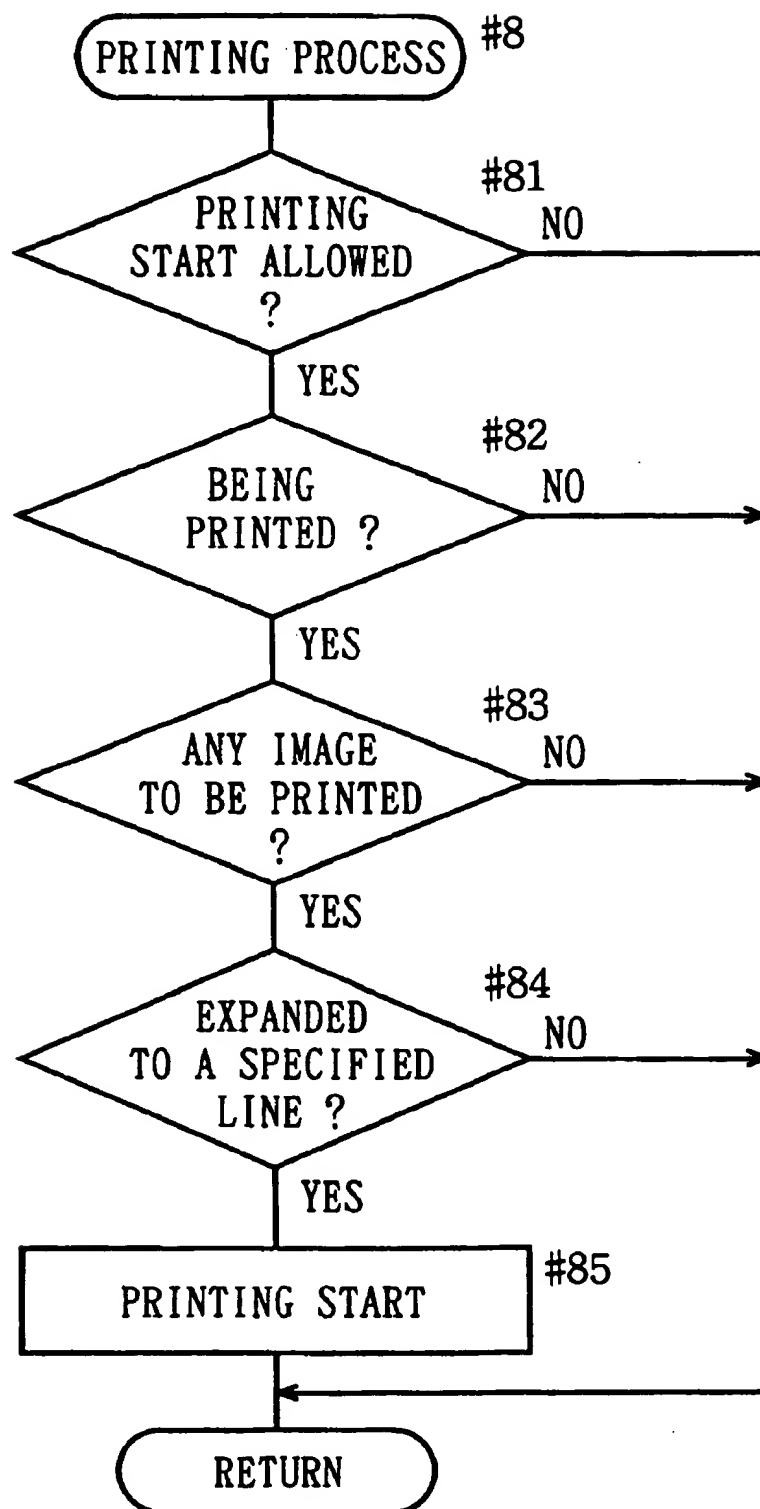 PRINTING PROCESS
#8
#81
PRINTING
START ALLOWED
?
NO
YES
#82
BEING
PRINTED ?
NO
YES
#83
ANY IMAGE
TO BE PRINTED
?
NO
YES
#84
EXPANDED
TO A SPECIFIED
LINE ?
NO
YES
#85
PRINTING START
RETURN